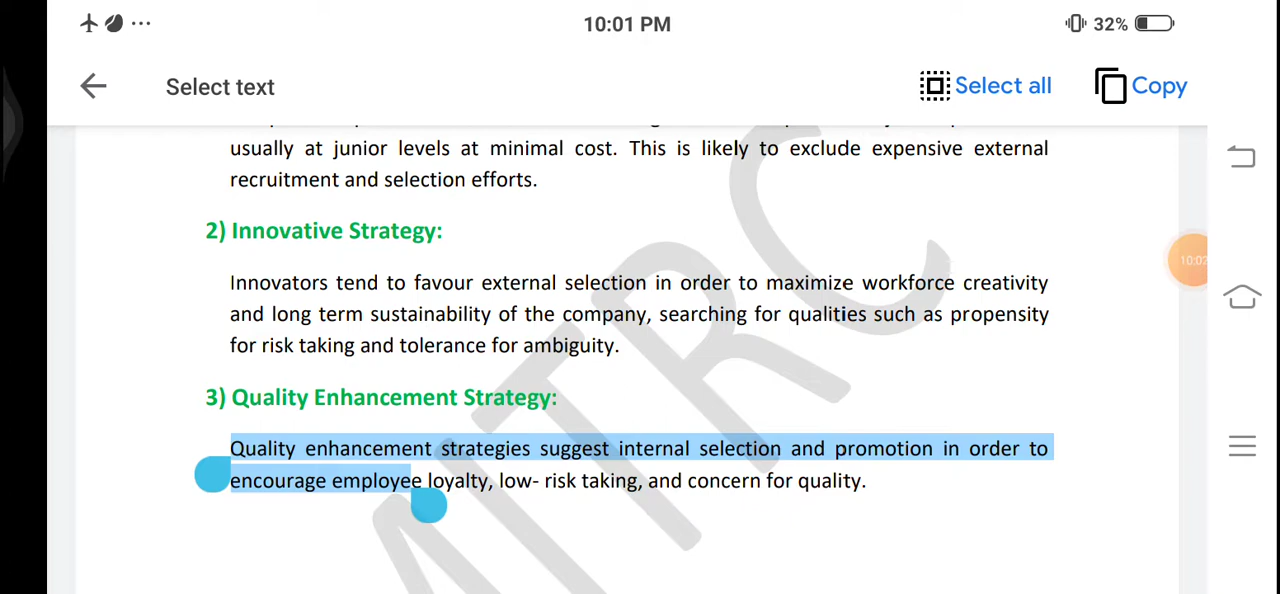 10:01 PM
32%
Select text
Select all
Copy
usually at junior levels at minimal cost. This is likely to exclude expensive external
recruitment and selection efforts.
2) Innovative Strategy:
Innovators tend to favour external selection in order to maximize workforce creativity
and long term sustainability of the company, searching for qualities such as propensity
for risk taking and tolerance for ambiguity.
3) Quality Enhancement Strategy:
Quality enhancement strategies suggest internal selection and promotion in order to
encourage employee loyalty, low- risk taking, and concern for quality.